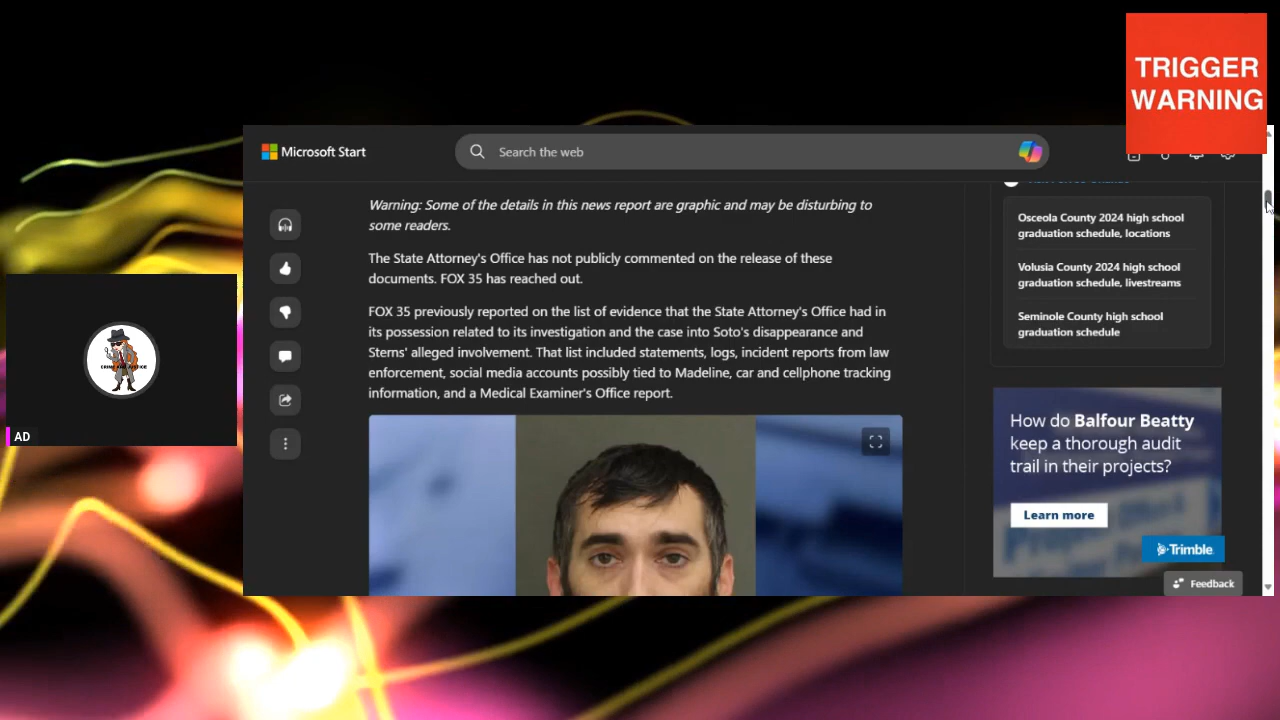 TRIGGER
WARNING
Microsoft Start
Search the web
Warning: Some of the details in this news report are graphic and may be disturbing to
some readers.
The State Attorney's Office has not publicly commented on the release of these
documents. FOX 35 has reached out.
FOX 35 previously reported on the list of evidence that the State Attorney's Office had in
its possession related to its investigation and the case into Soto's disappearance and
Sterns' alleged involvement. That list included statements, logs, incident reports from law
enforcement, social media accounts possibly tied to Madeline, car and cellphone tracking
information, and a Medical Examiner's Office report.
Osceola County 2024 high school
graduation schedule, locations
Volusia County 2024 high school
graduation schedule, livestreams
Seminole County high school
graduation schedule
How do Balfour Beatty
keep a thorough audit
trail in their projects?
Learn more
Trimble
Feedback
CRIME AND JUSTICE
AD